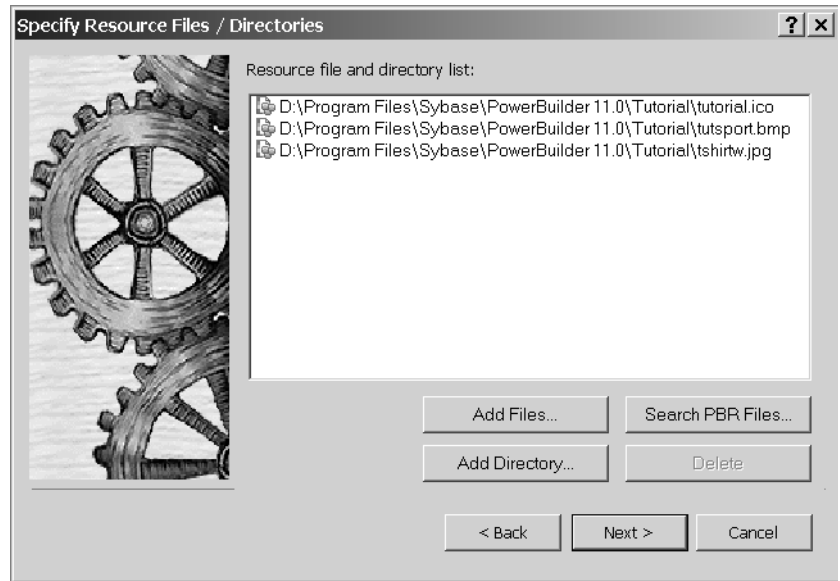 Specify Resource Files / Directories
Resource file and directory list:
D:\Program Files\Sybase\PowerBuilder 11.0\Tutorial\tutorial.ico
D:\Program Files\Sybase\PowerBuilder 11.0\Tutorial\tutsport.bmp
D:\Program Files\Sybase\PowerBuilder 11.0\Tutorial\tshirtw.jpg
Add Files... Search PBR Files...
Add Directory... Delete
< Back Next > Cancel